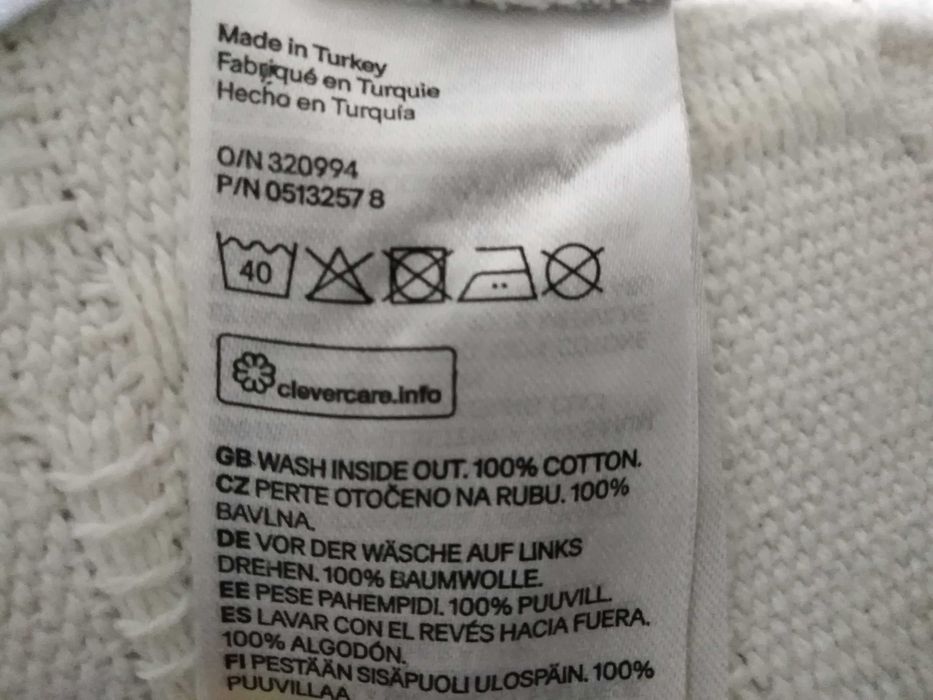 Made in Turkey
Fabriqué en Turquie
Hecho en Turquía
O/N 320994
P/N 0513257 8
40
clevercare.info
GB WASH INSIDE OUT. 100% COTTON.
CZ PERTE OTOČENO NA RUBU. 100%
BAVLNA.
DE VOR DER WÄSCHE AUF LINKS
DREHEN. 100% BAUMWOLLE.
EE PESE PAHEMPIDI. 100% PUUVILL.
ES LAVAR CON EL REVÉS HACIA FUERA.
100% ALGODÓN.
FI PESTÄÄN SISÄPUOLI ULOSPÄIN. 100%
PUUVILLAA